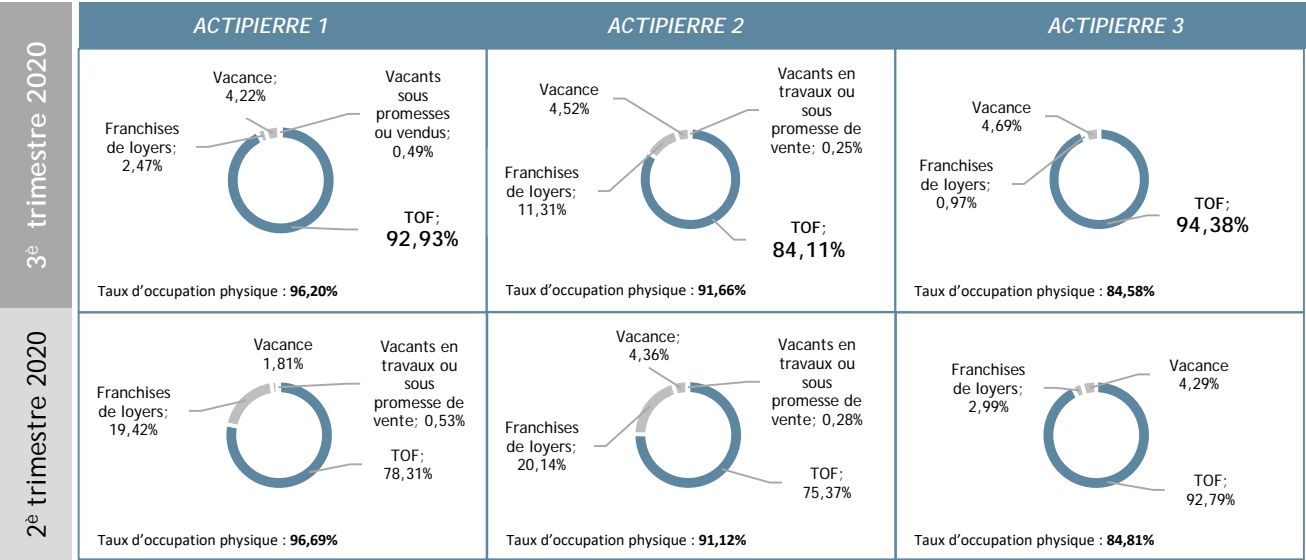 ACTIPIERRE 1
ACTIPIERRE 2
ACTIPIERRE 3
3è trimestre 2020
Vacance;
4,22%
Vacants
sous
promesses
ou vendus;
0,49%
Franchises
de loyers;
2,47%
TOF;
92,93%
Taux d'occupation physique : 96,20%
Vacance
4,52%
Vacants en
travaux ou
sous
promesse de
vente; 0,25%
Franchises
de loyers;
11,31%
TOF;
84,11%
Taux d'occupation physique : 91,66%
Vacance
4,69%
Franchises
de loyers;
0,97%
TOF;
94,38%
Taux d'occupation physique : 84,58%
2è trimestre 2020
Vacance
1,81%
Vacants en
travaux ou
sous
promesse de
vente; 0,53%
Franchises
de loyers;
19,42%
TOF;
78,31%
Taux d'occupation physique : 96,69%
Vacance;
4,36%
Vacants en
travaux ou
sous
promesse de
vente; 0,28%
Franchises
de loyers;
20,14%
TOF;
75,37%
Taux d'occupation physique : 91,12%
Franchises
de loyers;
2,99%
Vacance
4,29%
TOF;
92,79%
Taux d'occupation physique : 84,81%